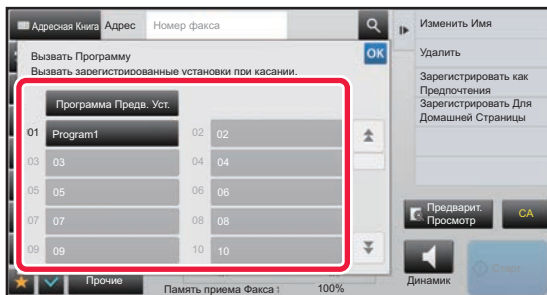 Адресная Книга Адрес Номер факса
Вызвать Программу OK
Вызвать зарегистрированные установки при касании.
Программа Предв. Уст.
01 Program1 02 02
03 03 04 04
05 05 06 06
07 07 08 08
09 09 10 10
Прочие
Память приема Факса : 100%
Изменить Имя
Удалить
Зарегистрировать как
Предпочтения
Зарегистрировать Для
Домашней Страницы
Предварит.
Просмотр
CA
Динамик
Старт